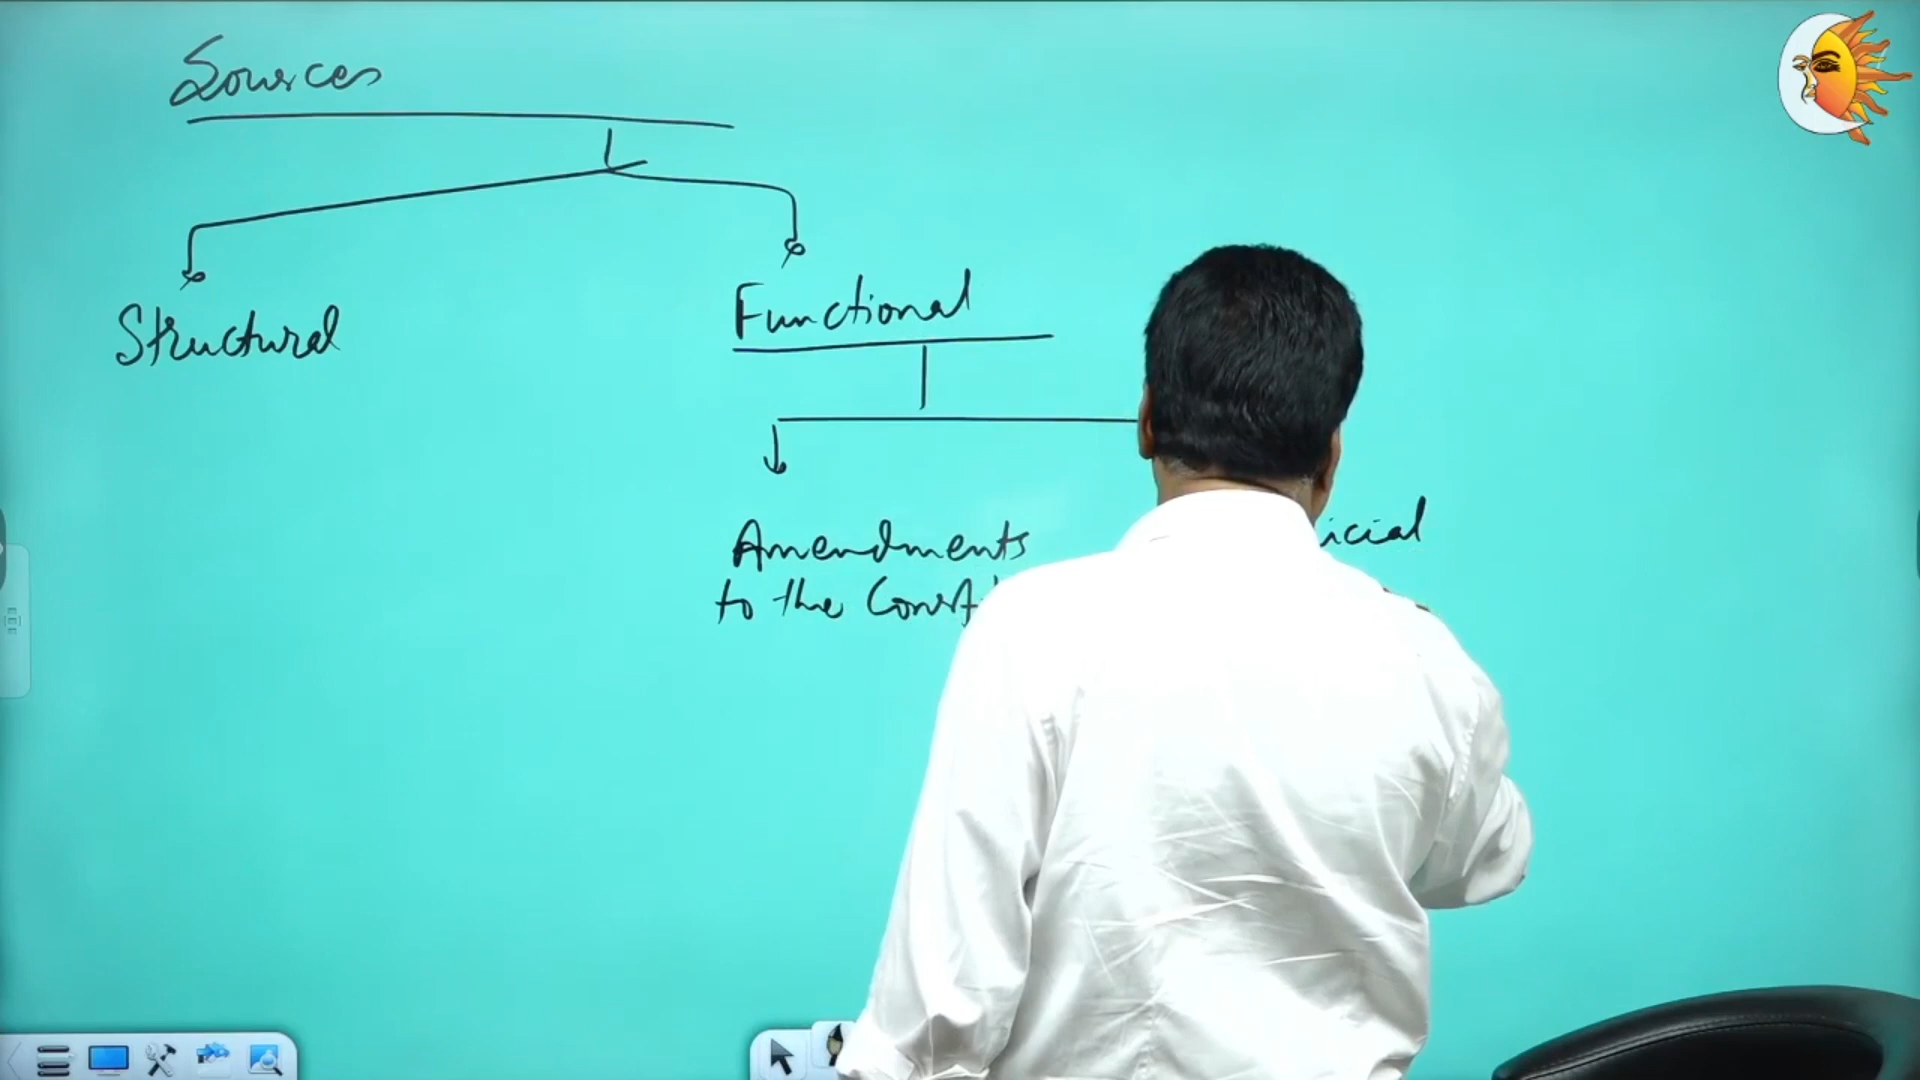 Sources
Structural
Functional
Amendments
to the
icial